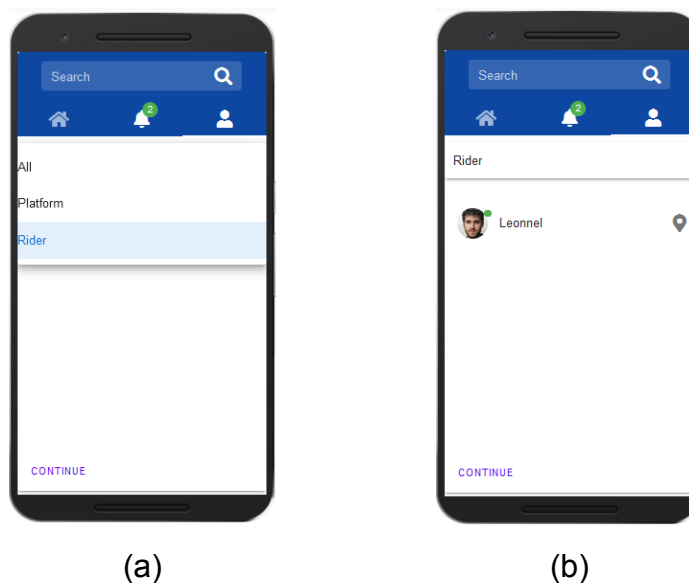 Search
2
All
Platform
Rider
CONTINUE
(a)
Search
2
Rider
Leonnel
CONTINUE
(b)